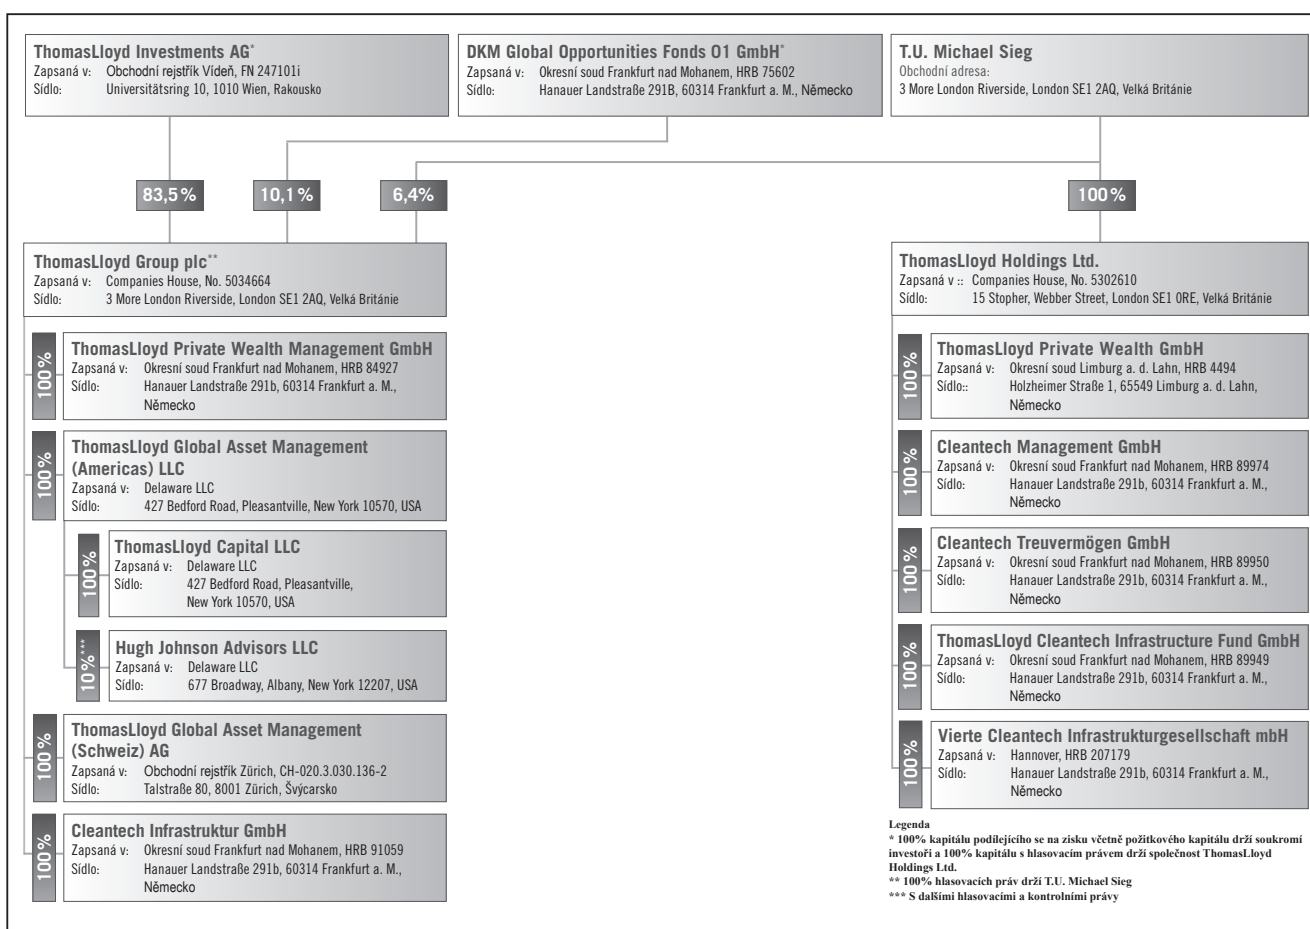 ThomasLloyd Investments AG*
Zapsaná v: Obchodní rejstřík Vídeň, FN 247101i
Sídlo: Universitätsring 10, 1010 Wien, Rakousko
DKM Global Opportunities Fonds 01 GmbH*
Zapsaná v: Okresní soud Frankfurt nad Mohanem, HRB 75602
Sídlo: Hanauer Landstraße 291B, 60314 Frankfurt a. M., Německo
T.U. Michael Sieg
Obchodní adresa:
3 More London Riverside, London SE1 2AQ, Velká Británie
83,5%
10,1%
6,4%
100%
ThomasLloyd Group plc**
Zapsaná v: Companies House, No. 5034664
Sídlo: 3 More London Riverside, London SE1 2AQ, Velká Británie
100%
ThomasLloyd Private Wealth Management GmbH
Zapsaná v: Okresní soud Frankfurt nad Mohanem, HRB 84927
Sídlo: Hanauer Landstraße 291b, 60314 Frankfurt a. M.,
Německo
100%
ThomasLloyd Global Asset Management
(Americas) LLC
Zapsaná v: Delaware LLC
Sídlo: 427 Bedford Road, Pleasantville, New York 10570, USA
100%
ThomasLloyd Capital LLC
Zapsaná v: Delaware LLC
Sídlo: 427 Bedford Road, Pleasantville,
New York 10570, USA
10%***
Hugh Johnson Advisors LLC
Zapsaná v: Delaware LLC
Sídlo: 677 Broadway, Albany, New York 12207, USA
100%
ThomasLloyd Global Asset Management
(Schweiz) AG
Zapsaná v: Obchodní rejstřík Zürich, CH-020.3.030.136-2
Sídlo: Talstraße 80, 8001 Zürich, Švýcarsko
100%
Cleantech Infrastruktur GmbH
Zapsaná v: Okresní soud Frankfurt nad Mohanem, HRB 91059
Sídlo: Hanauer Landstraße 291b, 60314 Frankfurt a. M.,
Německo
ThomasLloyd Holdings Ltd.
Zapsaná v :: Companies House, No. 5302610
Sídlo: 15 Stopher, Webber Street, London SE1 0RE, Velká Británie
100%
ThomasLloyd Private Wealth GmbH
Zapsaná v: Okresní soud Limburg a. d. Lahn, HRB 4494
Sídlo:: Holzheimer Straße 1, 65549 Limburg a. d. Lahn,
Německo
100%
Cleantech Management GmbH
Zapsaná v: Okresní soud Frankfurt nad Mohanem, HRB 89974
Sídlo: Hanauer Landstraße 291b, 60314 Frankfurt a. M.,
Německo
100%
Cleantech Treuvermögen GmbH
Zapsaná v: Okresní soud Frankfurt nad Mohanem, HRB 89950
Sídlo: Hanauer Landstraße 291b, 60314 Frankfurt a. M.,
Německo
100%
ThomasLloyd Cleantech Infrastructure Fund GmbH
Zapsaná v: Okresní soud Frankfurt nad Mohanem, HRB 89949
Sídlo: Hanauer Landstraße 291b, 60314 Frankfurt a. M.,
Německo
100%
Vierte Cleantech Infrastrukturgesellschaft mbH
Zapsaná v: Hannover, HRB 207179
Sídlo: Hanauer Landstraße 291b, 60314 Frankfurt a. M.,
Německo
Legenda
* 100% kapitálu podílejícího se na zisku včetně požitkového kapitálu drží soukromí
investoři a 100% kapitálu s hlasovacím právem drží společnost ThomasLloyd
Holdings Ltd.
** 100% hlasovacích práv drží T.U. Michael Sieg
*** S dalšími hlasovacími a kontrolními právy